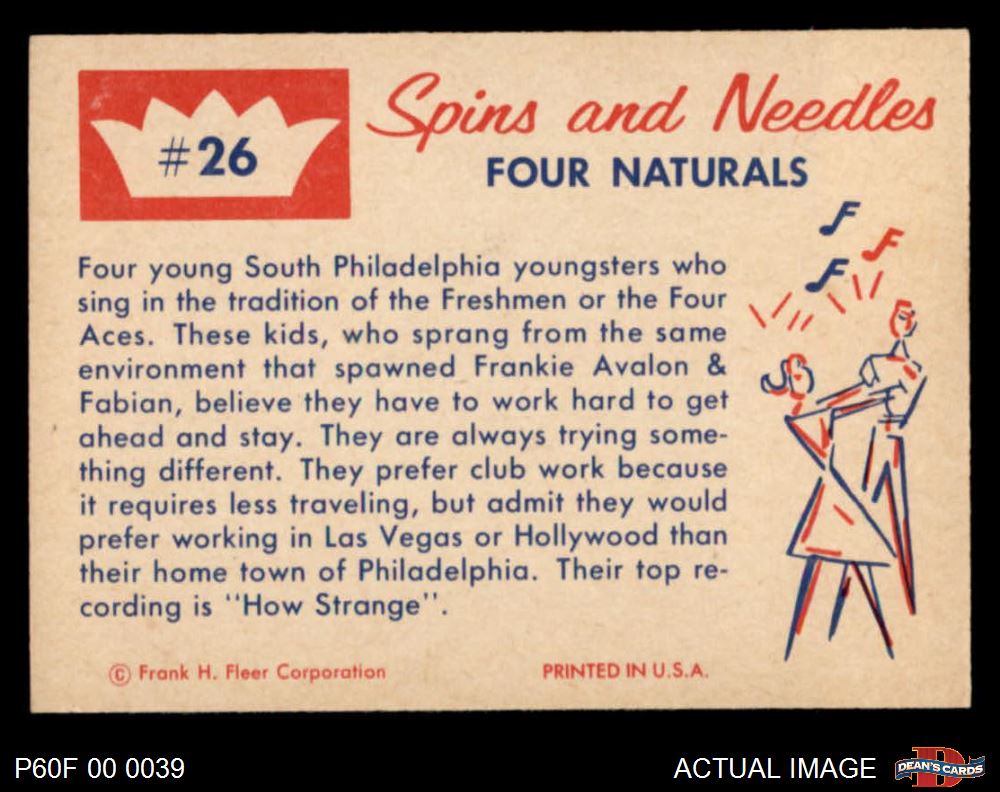 #26
Spins and Needles
FOUR NATURALS
Four young South Philadelphia youngsters who
sing in the tradition of the Freshmen or the Four
Aces. These kids, who sprang from the same
environment that spawned Frankie Avalon &
Fabian, believe they have to work hard to get
ahead and stay. They are always trying some-
thing different. They prefer club work because
it requires less traveling, but admit they would
prefer working in Las Vegas or Hollywood than
their home town of Philadelphia. Their top re-
cording is "How Strange".
© Frank H. Fleer Corporation
PRINTED IN U.S.A.
P60F 00 0039
ACTUAL IMAGE
D
DEAN'S CARDS